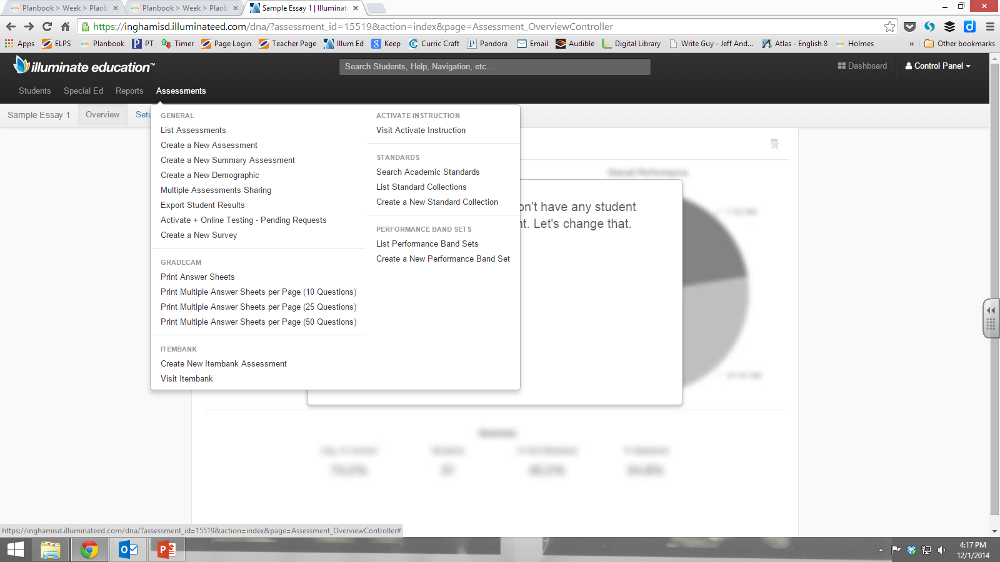 Planbook > Week > Planb
Planbook > Week > Planb
Sample Essay 1 | Illuminate
https://inghamisd.illuminateed.com/dna/?assessment_id=15519&action=index&page=Assessment_OverviewController
Apps ELPS Planbook PT Timer Page Login Teacher Page Illum Ed Keep Curric Craft Pandora Email Audible Digital Library Write Guy - Jeff And... Atlas - English 8 Holmes » Other bookmarks
illuminate education™
Search Students, Help, Navigation, etc...
Dashboard
Control Panel
Students Special Ed Reports Assessments
Sample Essay 1 Overview Setu
GENERAL
List Assessments
Create a New Assessment
Create a New Summary Assessment
Create a New Demographic
Multiple Assessments Sharing
Export Student Results
Activate + Online Testing - Pending Requests
Create a New Survey
GRADECAM
Print Answer Sheets
Print Multiple Answer Sheets per Page (10 Questions)
Print Multiple Answer Sheets per Page (25 Questions)
Print Multiple Answer Sheets per Page (50 Questions)
ITEMBANK
Create New Itembank Assessment
Visit Itembank
ACTIVATE INSTRUCTION
Visit Activate Instruction
STANDARDS
Search Academic Standards
List Standard Collections
Create a New Standard Collection
PERFORMANCE BAND SETS
List Performance Band Sets
Create a New Performance Band Set
on't have any student
nt. Let's change that.
https://inghamisd.illuminateed.com/dna/?assessment_id=15519&action=index&page=Assessment_OverviewController#
4:17 PM
12/1/2014